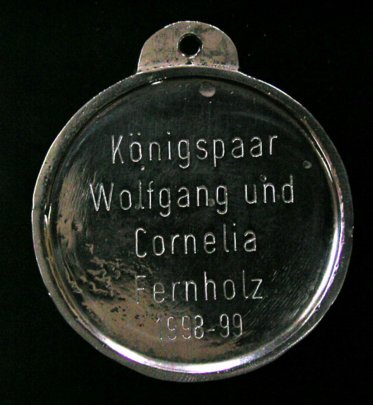 Königspaar
Wolfgang und
Cornelia
Fernholz
1998-99